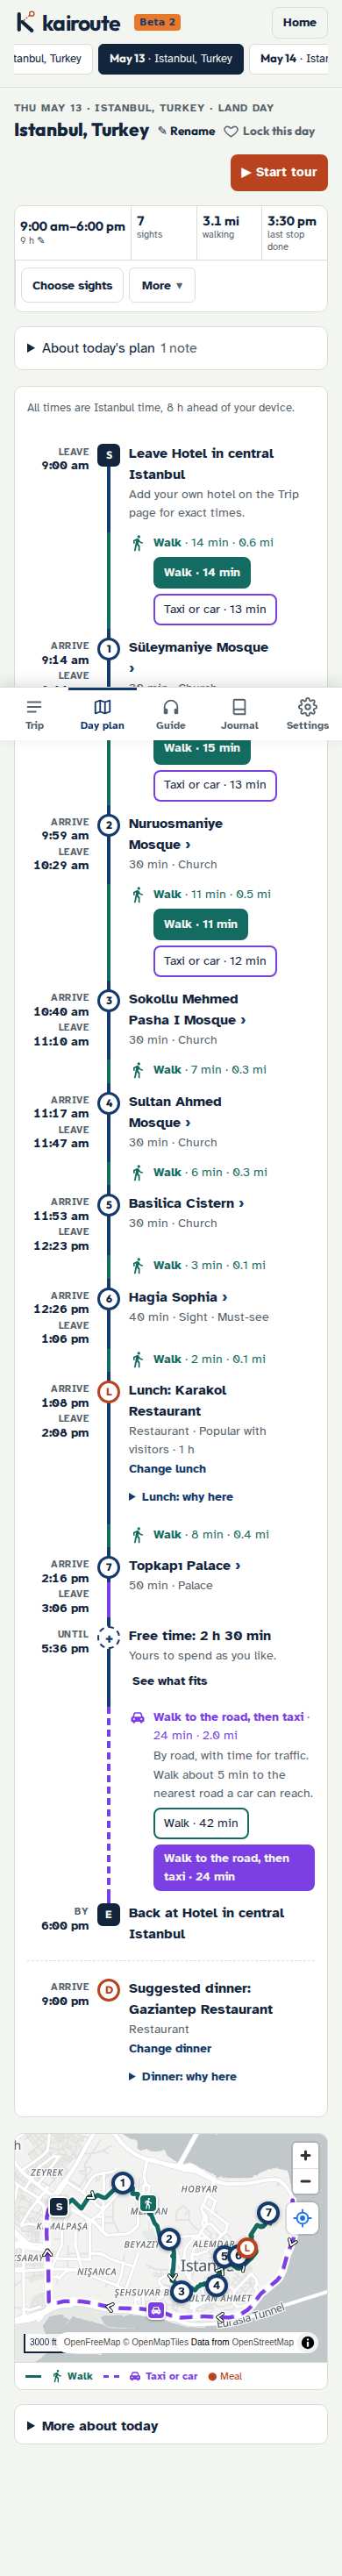 kairoute Beta 2 Home
tanbul, Turkey May 13 · Istanbul, Turkey May 14 · Istan
THU MAY 13 · ISTANBUL, TURKEY · LAND DAY
Istanbul, Turkey ✎ Rename Lock this day
▶ Start tour
9:00 am–6:00 pm
9 h ✎
7
sights
3.1 mi
walking
3:30 pm
last stop
done
Choose sights More ▾
▶ About today's plan 1 note
All times are Istanbul time, 8 h ahead of your device.
LEAVE
9:00 am
S
Leave Hotel in central
Istanbul
Add your own hotel on the Trip
page for exact times.
Walk · 14 min · 0.6 mi
Walk · 14 min
Taxi or car · 13 min
ARRIVE
9:14 am
LEAVE
1
Süleymaniye Mosque
›
Trip Day plan Guide Journal Settings
Walk · 15 min
Taxi or car · 13 min
ARRIVE
9:59 am
LEAVE
10:29 am
2
Nuruosmaniye
Mosque ›
30 min · Church
Walk · 11 min · 0.5 mi
Walk · 11 min
Taxi or car · 12 min
ARRIVE
10:40 am
LEAVE
11:10 am
3
Sokollu Mehmed
Pasha I Mosque ›
30 min · Church
Walk · 7 min · 0.3 mi
ARRIVE
11:17 am
LEAVE
11:47 am
4
Sultan Ahmed
Mosque ›
30 min · Church
Walk · 6 min · 0.3 mi
ARRIVE
11:53 am
LEAVE
12:23 pm
5
Basilica Cistern ›
30 min · Church
Walk · 3 min · 0.1 mi
ARRIVE
12:26 pm
LEAVE
1:06 pm
6
Hagia Sophia ›
40 min · Sight · Must-see
Walk · 2 min · 0.1 mi
ARRIVE
1:08 pm
LEAVE
2:08 pm
L
Lunch: Karakol
Restaurant
Restaurant · Popular with
visitors · 1 h
Change lunch
▶ Lunch: why here
Walk · 8 min · 0.4 mi
ARRIVE
2:16 pm
LEAVE
3:06 pm
7
Topkapı Palace ›
50 min · Palace
UNTIL
5:36 pm
+
Free time: 2 h 30 min
Yours to spend as you like.
See what fits
Walk to the road, then taxi ·
24 min · 2.0 mi
By road, with time for traffic.
Walk about 5 min to the
nearest road a car can reach.
Walk · 42 min
Walk to the road, then
taxi · 24 min
BY
6:00 pm
E
Back at Hotel in central
Istanbul
ARRIVE
9:00 pm
D
Suggested dinner:
Gaziantep Restaurant
Restaurant
Change dinner
▶ Dinner: why here
h
+
ZEYREK
1
−
HOBYAR
S
7
2
BEYAZI
ALEMDAR
L
SARAY
5
6
Istan
NIŞANCA
4
3
ŞEHSUVAR B
ULTAN AHMET
Eurasia Tunnel
3000 ft OpenFreeMap © OpenMapTiles Data from OpenStreetMap
Walk Taxi or car Meal
▶ More about today